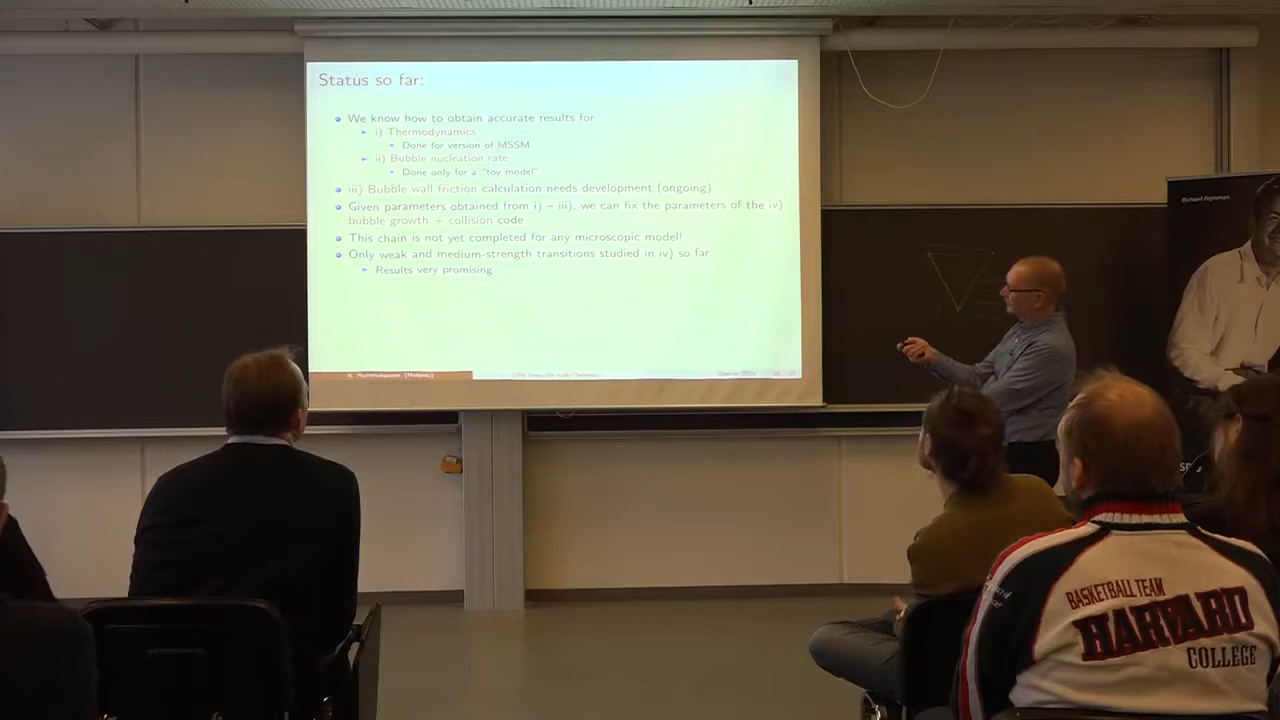 Status so far:
We know how to obtain accurate results for
i) Thermodynamics
Done for version of MSSM
ii) Bubble nucleation rate
Done only for a "toy model"
iii) Bubble wall friction calculation needs development (ongoing)
Given parameters obtained from i) – iii), we can fix the parameters of the iv)
bubble growth + collision code
This chain is not yet completed for any microscopic model!
Only weak and medium-strength transitions studied in iv) so far
Results very promising
K. Rummukainen (Helsinki)
Richard Feynman
BASKETBALL TEAM
HARVARD
COLLEGE